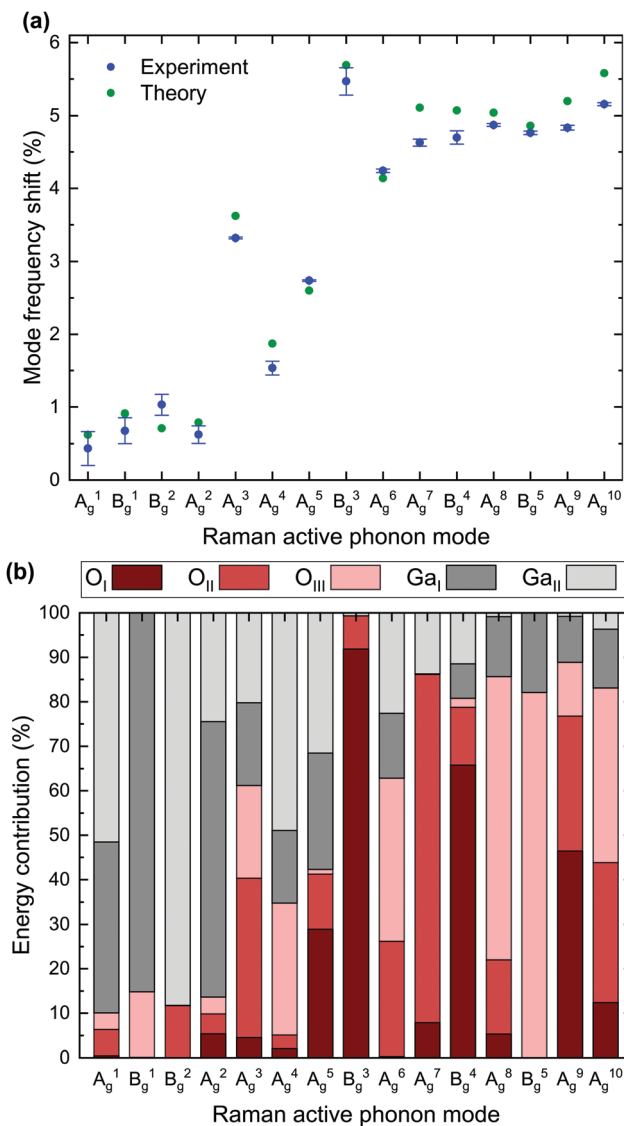 (a)
6
5
4
3
2
1
0
Mode frequency shift (%)
Experiment
Theory
A_g^1 B_g^1 B_g^2 A_g^2 A_g^3 A_g^4 A_g^5 B_g^3 A_g^6 A_g^7 B_g^4 A_g^8 B_g^5 A_g^9 A_g^10
Raman active phonon mode
(b)
O_I O_II O_III Ga_I Ga_II
100
90
80
70
60
50
40
30
20
10
0
Energy contribution (%)
A_g^1 B_g^1 B_g^2 A_g^2 A_g^3 A_g^4 A_g^5 B_g^3 A_g^6 A_g^7 B_g^4 A_g^8 B_g^5 A_g^9 A_g^10
Raman active phonon mode